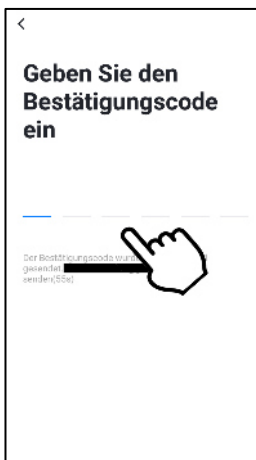 Geben Sie den
Bestätigungscode
ein
Der Bestätigungscode wurde
gesendet
senden(55s)